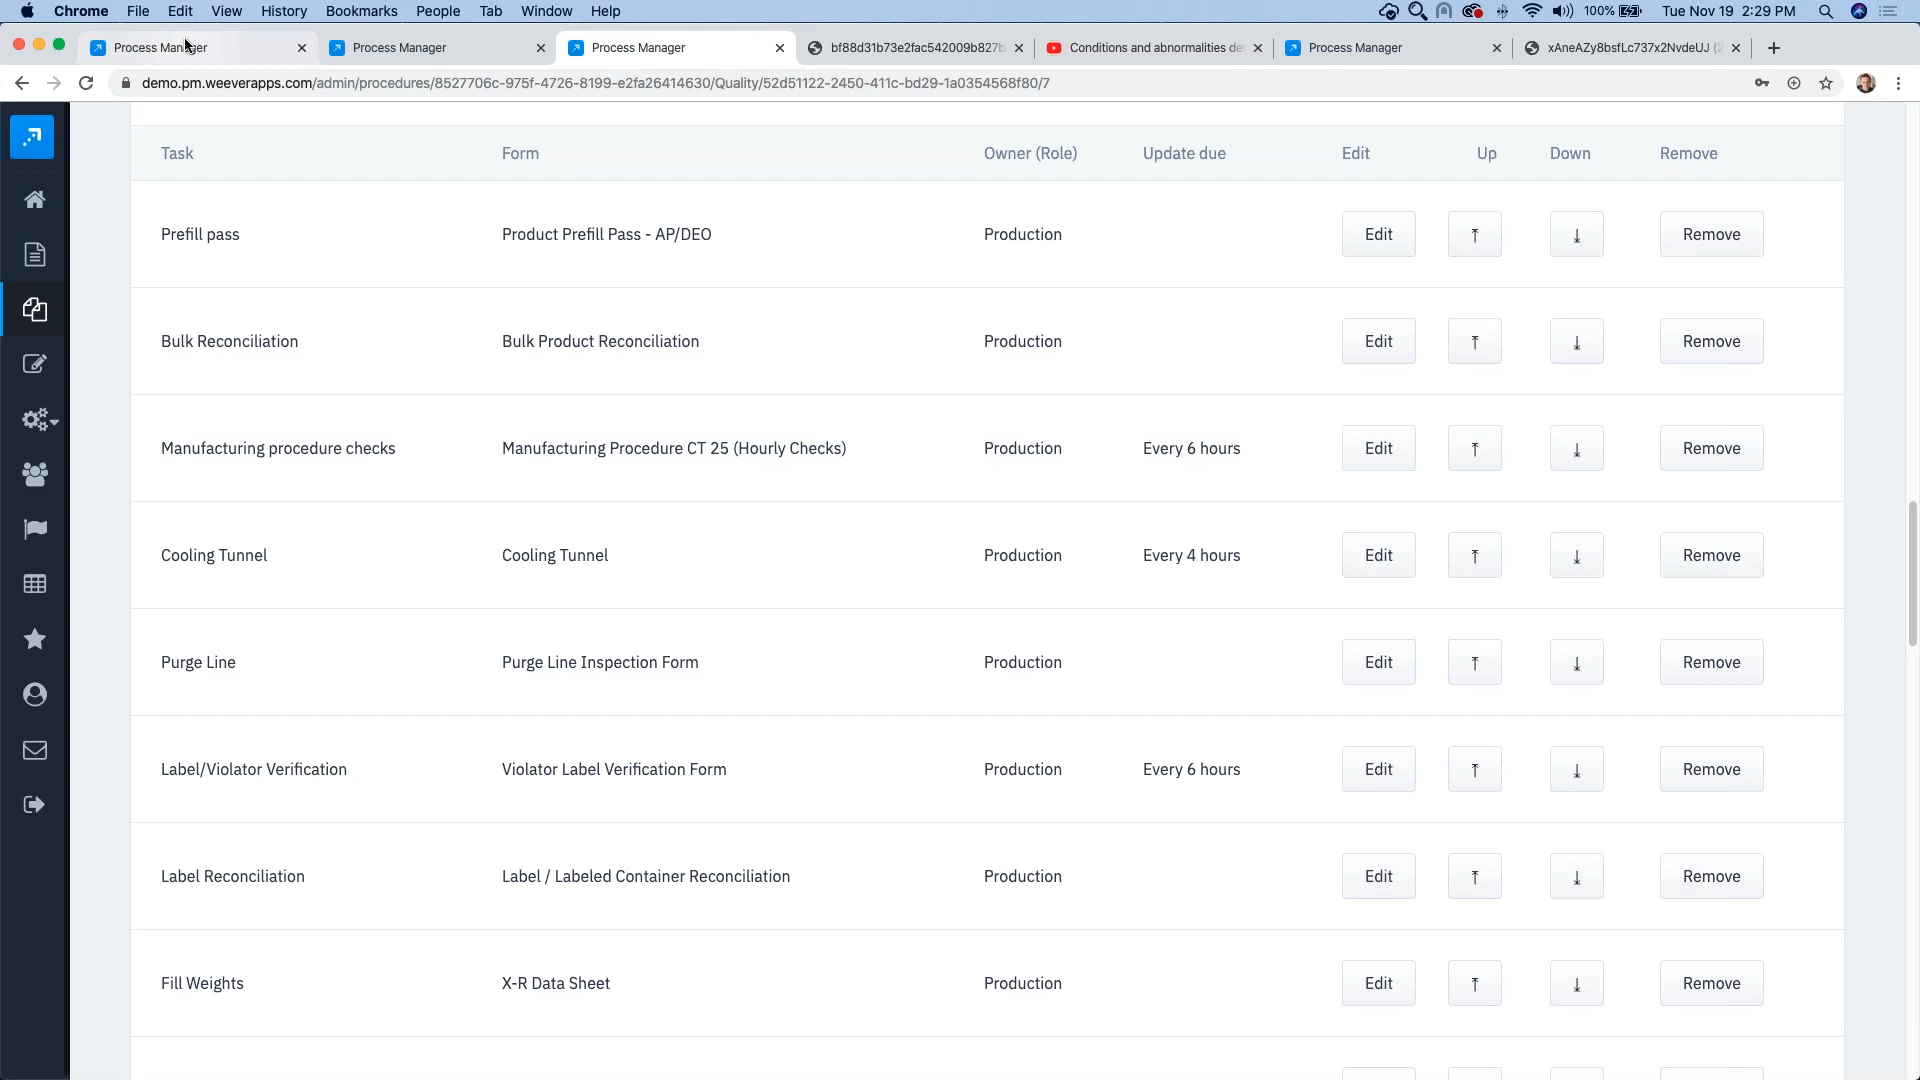 Chrome File Edit View History Bookmarks People Tab Window Help 100% Tue Nov 19 2:29 PM
Process Manager Process Manager Process Manager bf88d31b73e2fac542009b827b Conditions and abnormalities de Process Manager xAneAZy8bsfLc737x2NvdeUJ (2
demo.pm.weeverapps.com/admin/procedures/8527706c-975f-4726-8199-e2fa26414630/Quality/52d51122-2450-411c-bd29-1a0354568f80/7
Task Form Owner (Role) Update due Edit Up Down Remove
Prefill pass Product Prefill Pass - AP/DEO Production Edit ↑ ↓ Remove
Bulk Reconciliation Bulk Product Reconciliation Production Edit ↑ ↓ Remove
Manufacturing procedure checks Manufacturing Procedure CT 25 (Hourly Checks) Production Every 6 hours Edit ↑ ↓ Remove
Cooling Tunnel Cooling Tunnel Production Every 4 hours Edit ↑ ↓ Remove
Purge Line Purge Line Inspection Form Production Edit ↑ ↓ Remove
Label/Violator Verification Violator Label Verification Form Production Every 6 hours Edit ↑ ↓ Remove
Label Reconciliation Label / Labeled Container Reconciliation Production Edit ↑ ↓ Remove
Fill Weights X-R Data Sheet Production Edit ↑ ↓ Remove